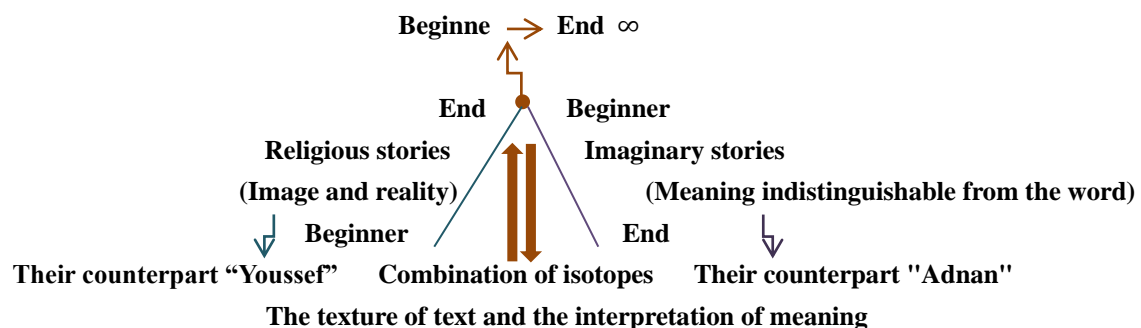 Beginne End ∞
End Beginner
Religious stories Imaginary stories
(Image and reality) (Meaning indistinguishable from the word)
Beginner End
Their counterpart “Youssef” Combination of isotopes Their counterpart "Adnan"
The texture of text and the interpretation of meaning